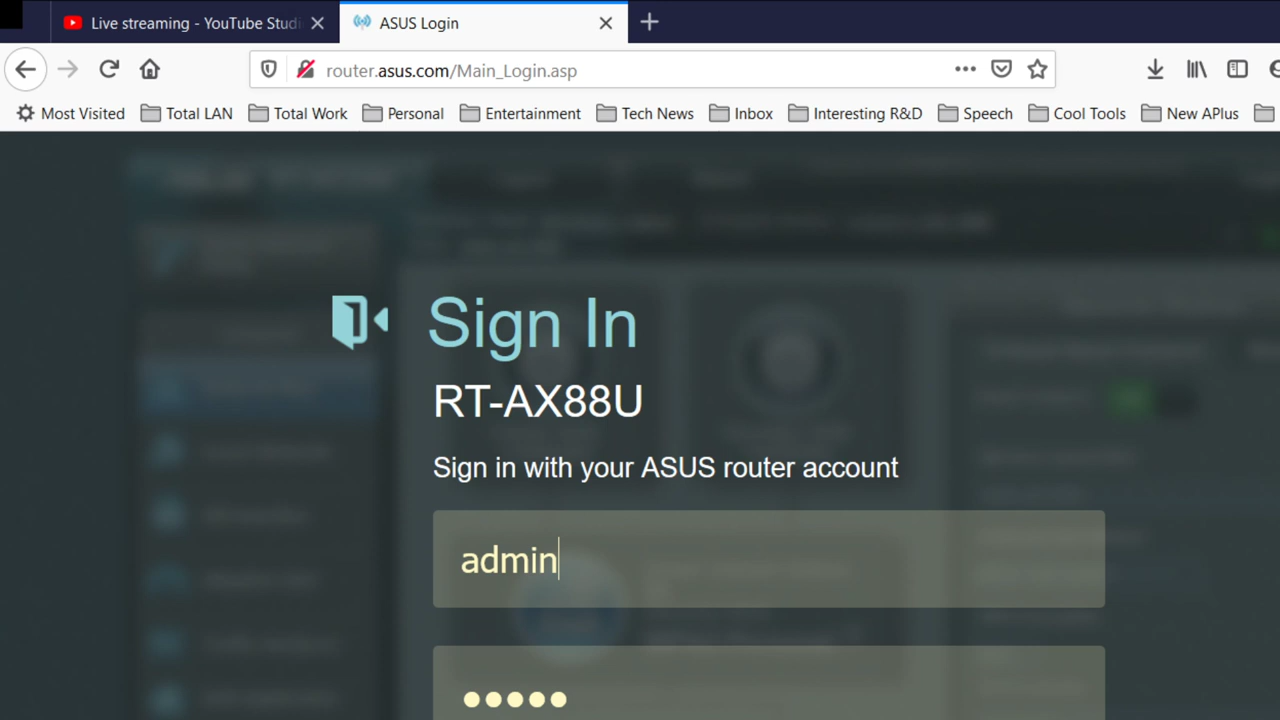 Live streaming - YouTube Studi
ASUS Login
router.asus.com/Main_Login.asp
Most Visited Total LAN Total Work Personal Entertainment Tech News Inbox Interesting R&D Speech Cool Tools New APlus
Sign In
RT-AX88U
Sign in with your ASUS router account
admin
•••••